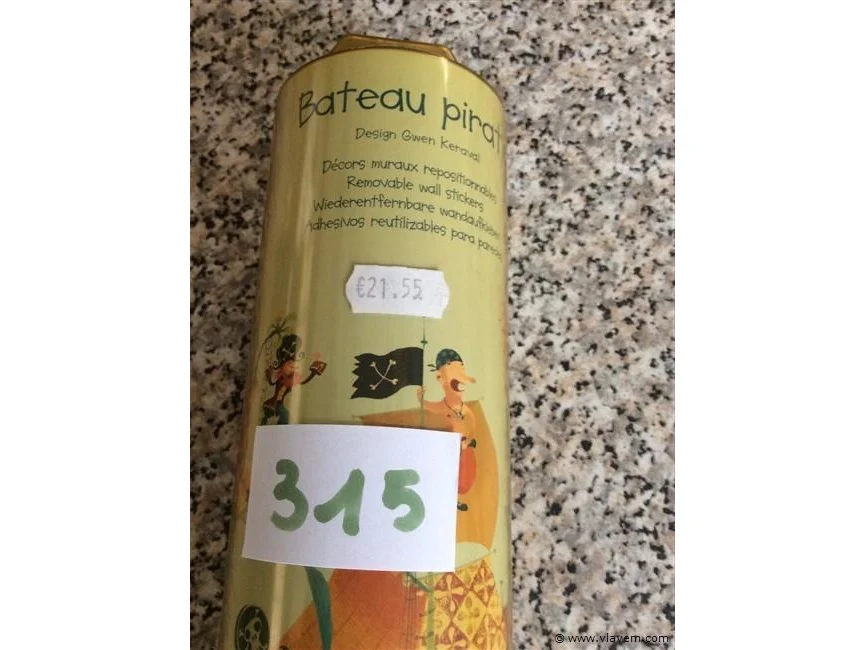 Bateau pirat
Design Gwen Keraval
Décors muraux repositionnables
Removable wall stickers
Wiederentfernbare wandaufkleber
Adhesivos reutilizables para
€21.55
315
© www.vlavem.com